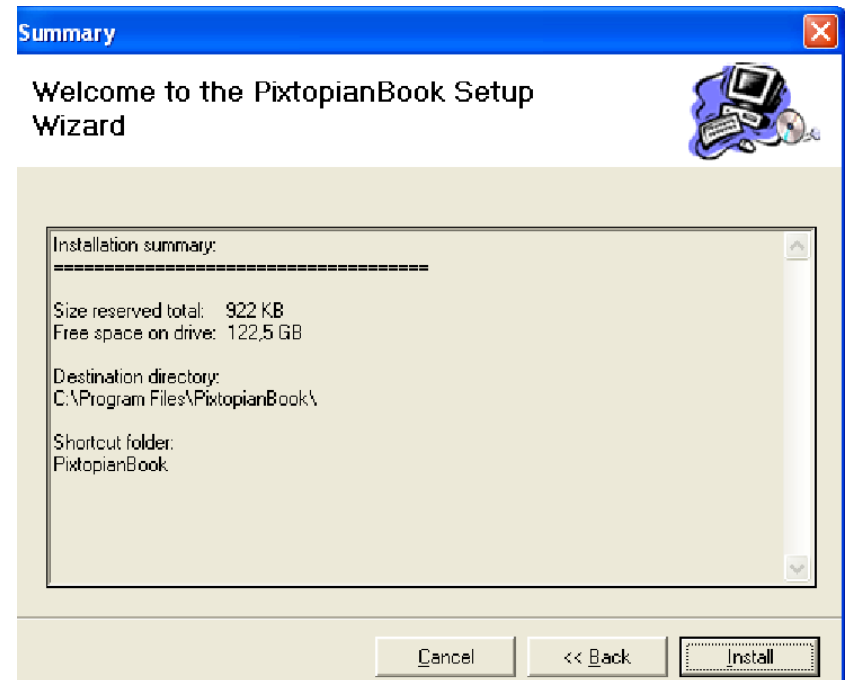 Summary
Welcome to the PixtopianBook Setup
Wizard
Installation summary:
=====================================
Size reserved total: 922 KB
Free space on drive: 122,5 GB
Destination directory:
C:\Program Files\PixtopianBook\
Shortcut folder:
PixtopianBook
Cancel
<< Back
Install